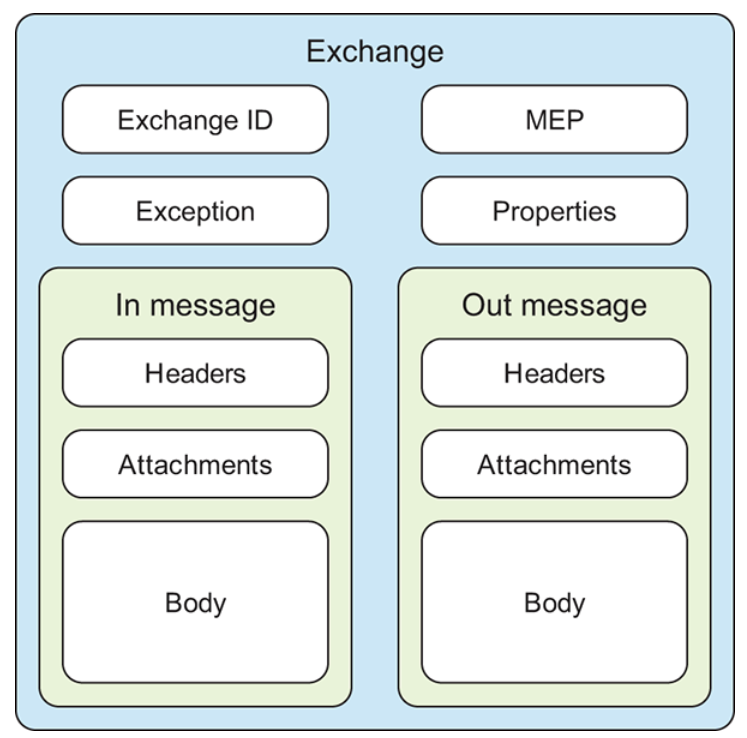 Exchange
Exchange ID
MEP
Exception
Properties
In message
Headers
Attachments
Body
Out message
Headers
Attachments
Body